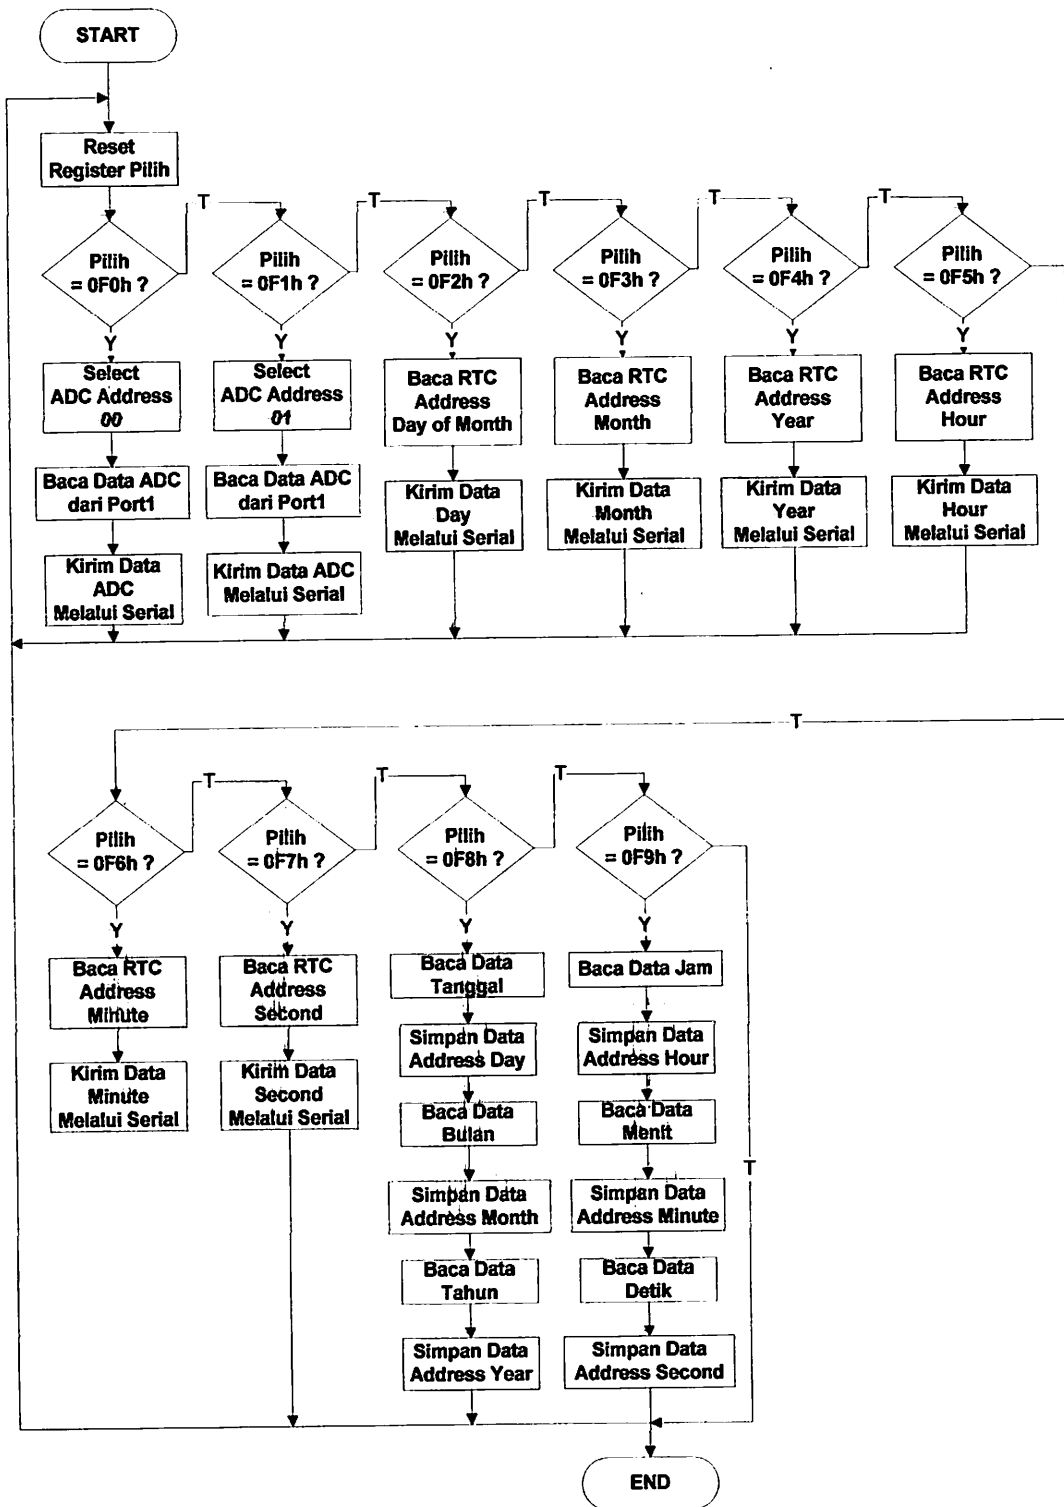 START
Reset
Register Pilih
T
T
T
T
T
Pilih
= 0F0h ?
Pilih
= 0F1h ?
Pilih
= 0F2h ?
Pilih
= 0F3h ?
Pilih
= 0F4h ?
Pilih
= 0F5h ?
Y
Y
Y
Y
Y
Y
Select
ADC Address
00
Select
ADC Address
01
Baca RTC
Address
Day of Month
Baca RTC
Address
Month
Baca RTC
Address
Year
Baca RTC
Address
Hour
Baca Data ADC
dari Port1
Baca Data ADC
dari Port1
Kirim Data
Day
Melalui Serial
Kirim Data
Month
Melalui Serial
Kirim Data
Year
Melalui Serial
Kirim Data
Hour
Melalui Serial
Kirim Data
ADC
Melalui Serial
Kirim Data ADC
Melalui Serial
T
T
T
T
Pilih
= 0F6h ?
Pilih
= 0F7h ?
Pilih
= 0F8h ?
Pilih
= 0F9h ?
Y
Y
Y
Y
Baca RTC
Address
Minute
Baca RTC
Address
Second
Baca Data
Tanggal
Baca Data Jam
Simpan Data
Address Day
Simpan Data
Address Hour
Kirim Data
Minute
Melalui Serial
Kirim Data
Second
Melalui Serial
Baca Data
Bulan
Baca Data
Menit
T
Simpan Data
Address Month
Simpan Data
Address Minute
Baca Data
Tahun
Baca Data
Detik
Simpan Data
Address Year
Simpan Data
Address Second
END